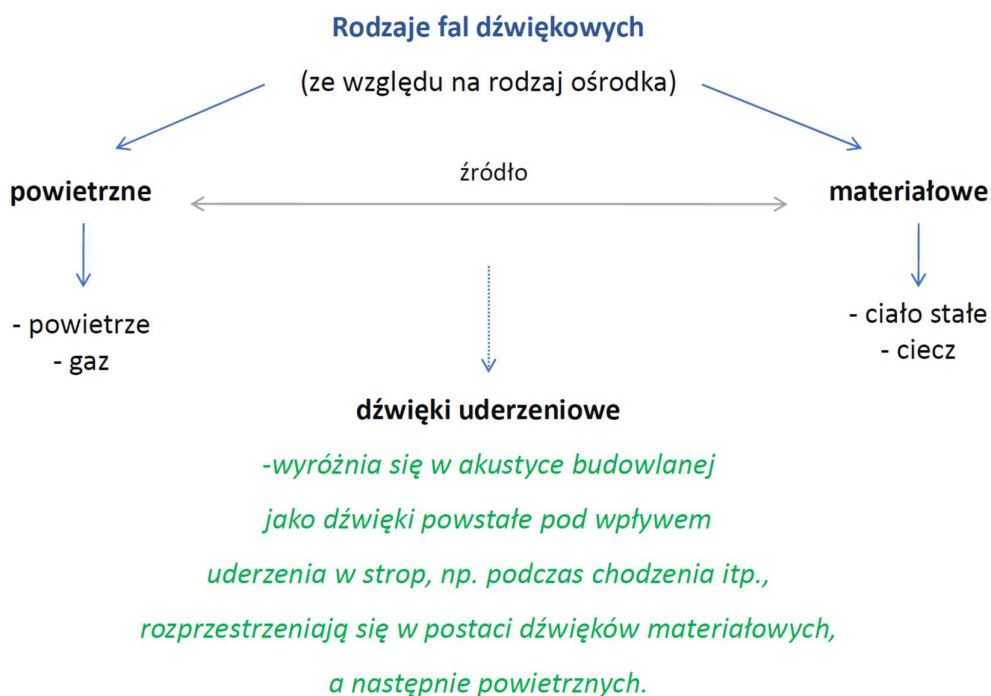 Rodzaje fal dźwiękowych
(ze względu na rodzaj ośrodka)
źródło
powietrzne
materiałowe
- powietrze
- gaz
- ciało stałe
- ciecz
dźwięki uderzeniowe
-wyróżnia się w akustyce budowlanej
jako dźwięki powstałe pod wpływem
uderzenia w strop, np. podczas chodzenia itp.,
rozprzestrzeniają się w postaci dźwięków materiałowych,
a następnie powietrznych.